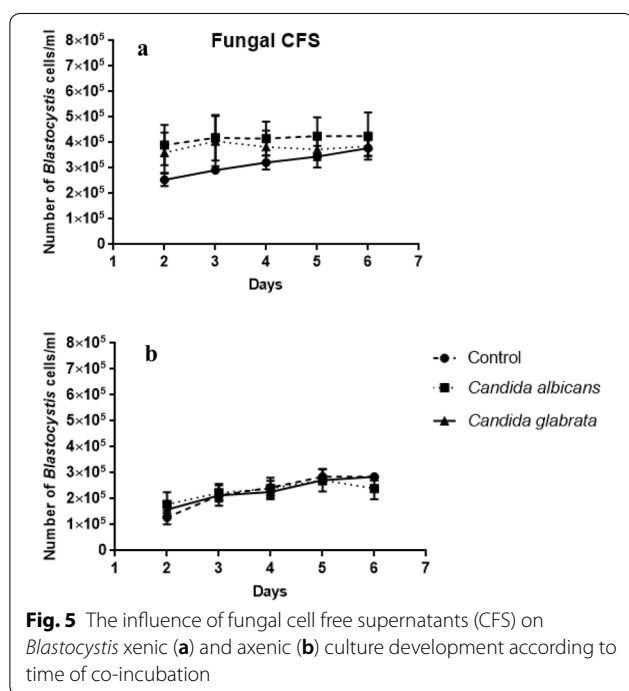 Fungal CFS
a
Number of Blastocystis cells/ml
8×10⁵
7×10⁵
6×10⁵
5×10⁵
4×10⁵
3×10⁵
2×10⁵
1×10⁵
0
1 2 3 4 5 6 7
Days
b
Number of Blastocystis cells/ml
8×10⁵
7×10⁵
6×10⁵
5×10⁵
4×10⁵
3×10⁵
2×10⁵
1×10⁵
0
1 2 3 4 5 6 7
Days
Control
Candida albicans
Candida glabrata
Fig. 5 The influence of fungal cell free supernatants (CFS) on
Blastocystis xenic (a) and axenic (b) culture development according to
time of co-incubation